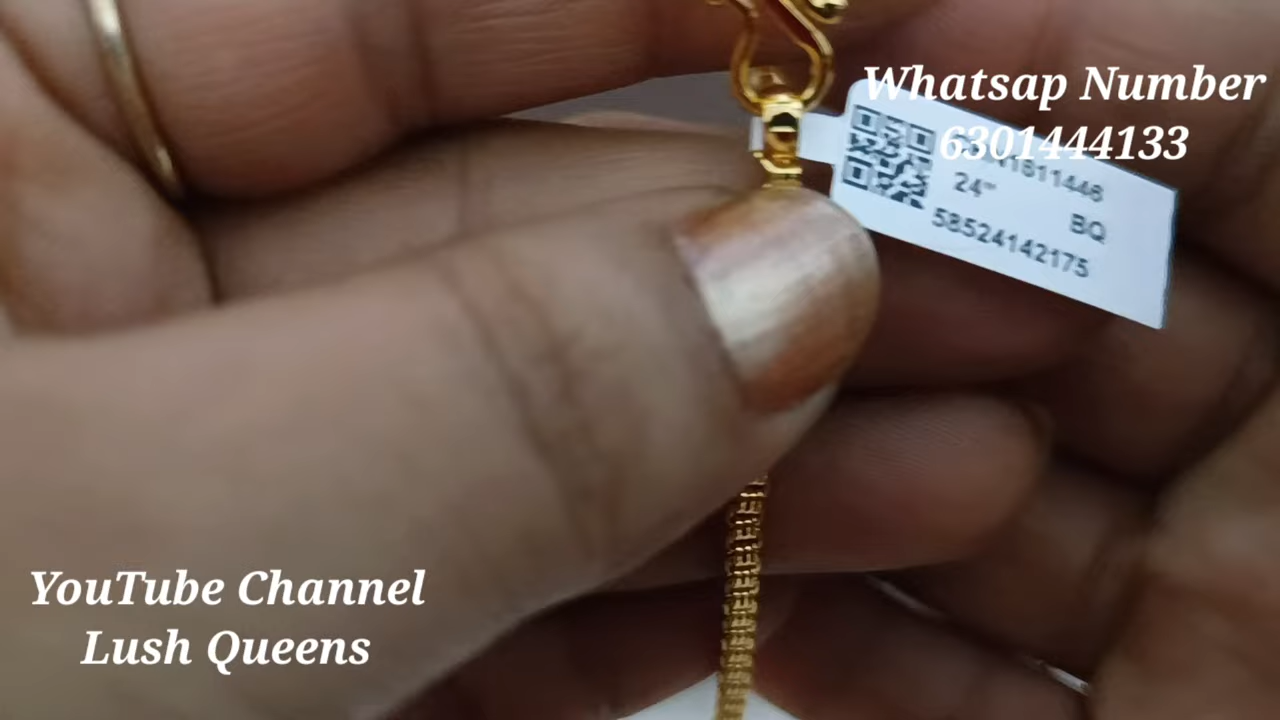 Whatsap Number
6301444133
24"
BQ
58524142175
YouTube Channel
Lush Queens